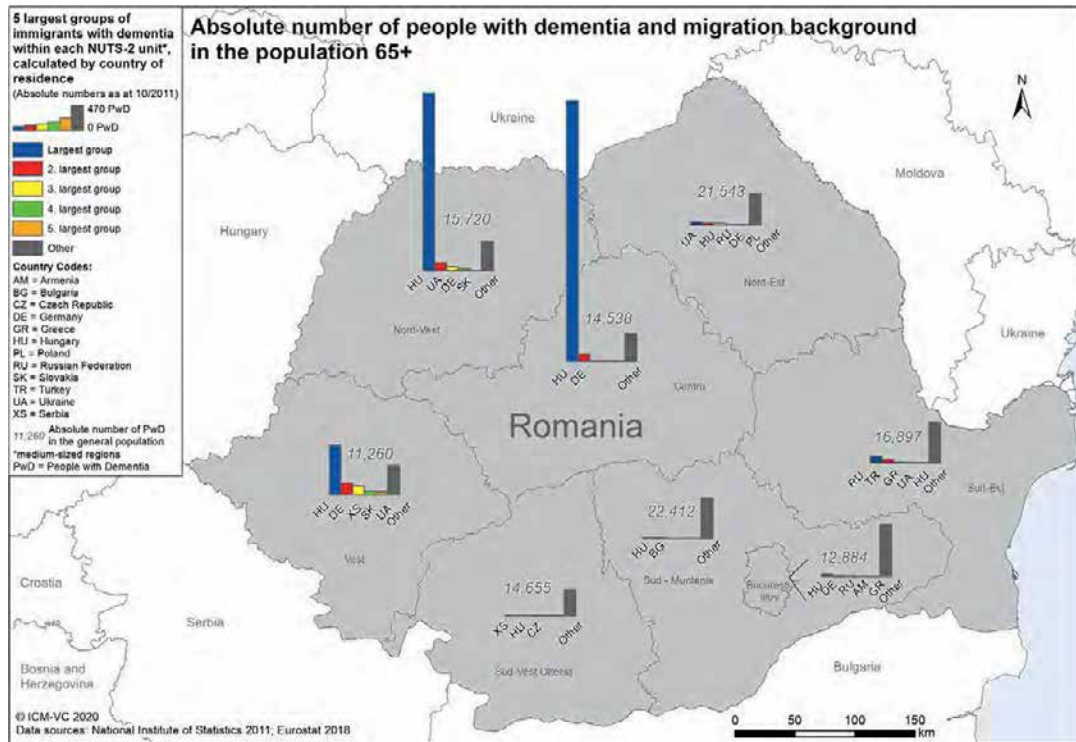 5 largest groups of
immigrants with dementia
within each NUTS-2 unit*,
calculated by country of
residence
(Absolute numbers as at 10/2011)
470 PwD
0 PwD
Largest group
2. largest group
3. largest group
4. largest group
5. largest group
Other
Country Codes:
AM = Armenia
BG = Bulgaria
CZ = Czech Republic
DE = Germany
GR = Greece
HU = Hungary
PL = Poland
RU = Russian Federation
SK = Slovakia
TR = Turkey
UA = Ukraine
XS = Serbia
11,260 Absolute number of PwD
in the general population
*medium-sized regions
PwD = People with Dementia
Absolute number of people with dementia and migration background
in the population 65+
N
Ukraine
Moldova
Hungary
Ukraine
15,720
HU UA DE SK Other
Nord-Vest
21,543
UA HU RU DE PL Other
Nord-Est
14,538
HU DE Other
Centru
Romania
11,260
HU DE XS SK UA Other
Vest
16,897
RU TR GR UA HU Other
Sud-Est
22,412
HU BG Other
Sud - Muntenia
12,884
HU DE RU AM GR Other
Bucuresti
Ilfov
14,655
XS HU CZ Other
Sud-Vest Oltenia
Croatia
Serbia
Bosnia and
Herzegovina
Bulgaria
© ICM-VC 2020
Data sources: National Institute of Statistics 2011; Eurostat 2018
0 50 100 150
km